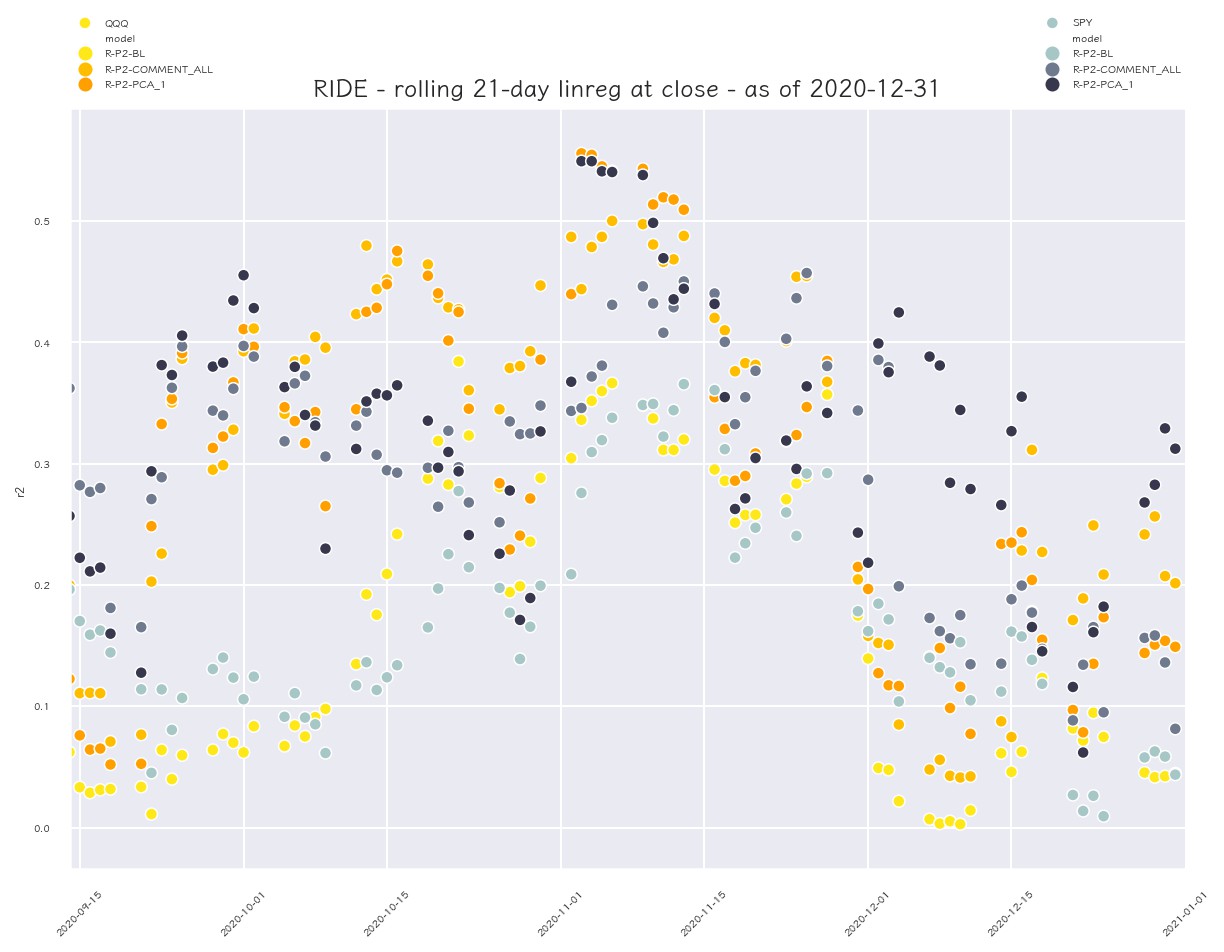 QQQ
model
R-P2-BL
R-P2-COMMENT_ALL
R-P2-PCA_1
SPY
model
R-P2-BL
R-P2-COMMENT_ALL
R-P2-PCA_1
RIDE - rolling 21-day linreg at close - as of 2020-12-31
r2
0.5
0.4
0.3
0.2
0.1
0.0
2020-09-15
2020-10-01
2020-10-15
2020-11-01
2020-11-15
2020-12-01
2020-12-15
2021-01-01